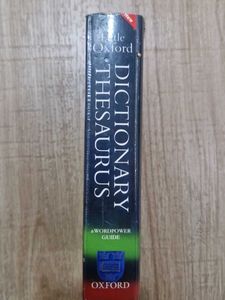 Little
Oxford
DICTIONARY
THESAURUS
& WORDPOWER
GUIDE
OXFORD